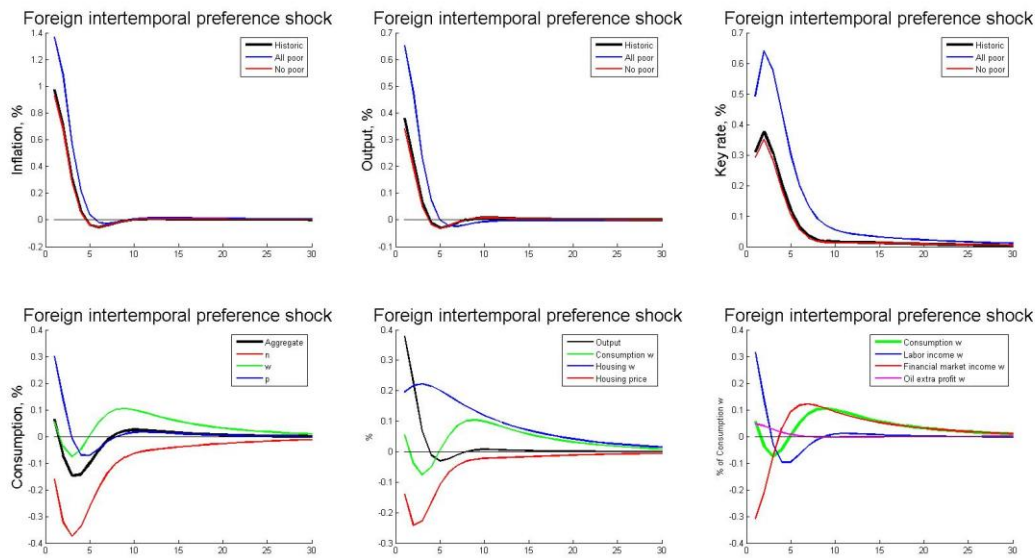 Foreign intertemporal preference shock
Inflation, %
1.4
1.2
1
0.8
0.6
0.4
0.2
0
-0.2
0 5 10 15 20 25 30
Historic
All poor
No poor
Foreign intertemporal preference shock
Output, %
0.7
0.6
0.5
0.4
0.3
0.2
0.1
0
-0.1
0 5 10 15 20 25 30
Historic
All poor
No poor
Foreign intertemporal preference shock
Key rate, %
0.7
0.6
0.5
0.4
0.3
0.2
0.1
0
0 5 10 15 20 25 30
Historic
All poor
No poor
Foreign intertemporal preference shock
Consumption, %
0.4
0.3
0.2
0.1
0
-0.1
-0.2
-0.3
-0.4
0 5 10 15 20 25 30
Aggregate
n
w
p
Foreign intertemporal preference shock
%
0.4
0.3
0.2
0.1
0
-0.1
-0.2
-0.3
0 5 10 15 20 25 30
Output
Consumption w
Housing w
Housing price
Foreign intertemporal preference shock
% of Consumption w
0.4
0.3
0.2
0.1
0
-0.1
-0.2
-0.3
-0.4
0 5 10 15 20 25 30
Consumption w
Labor income w
Financial market income w
Oil extra profit w